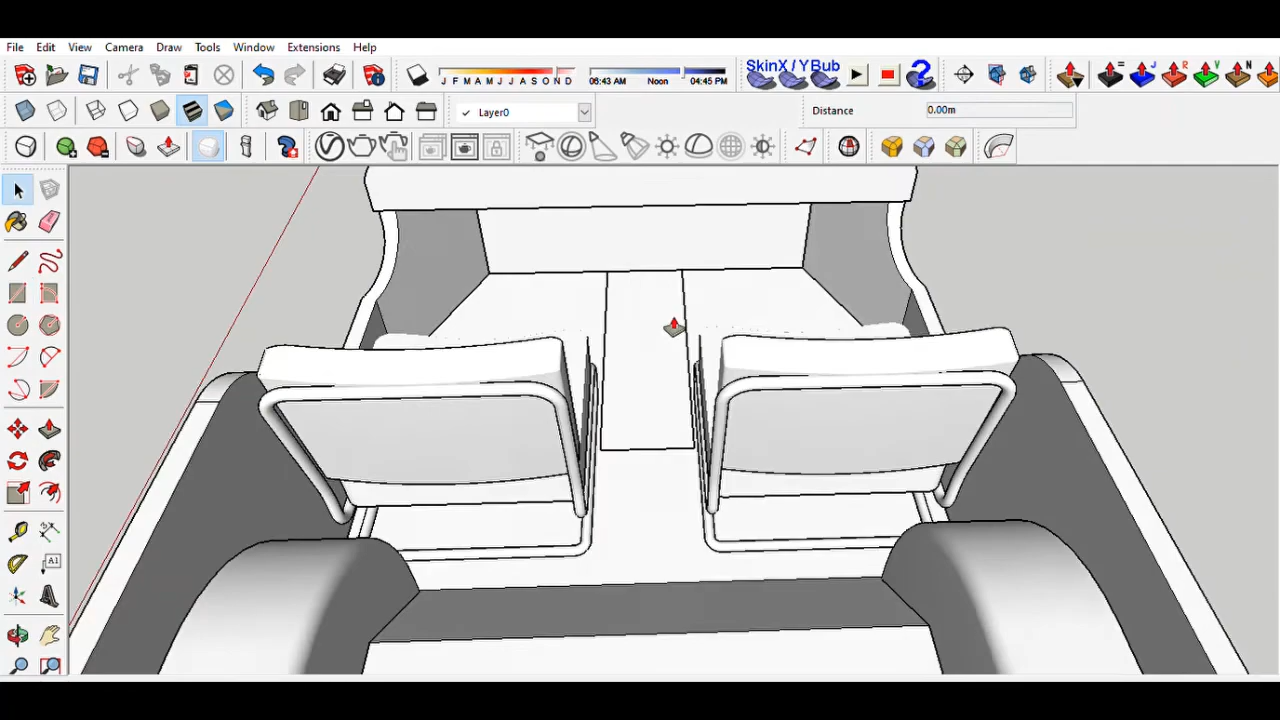 File Edit View Camera Draw Tools Window Extensions Help
J F M A M J J A S O N D 06:43 AM Noon 04:45 PM SkinX / YBub
= J R V N
Layer0 Distance 0.00m
A1